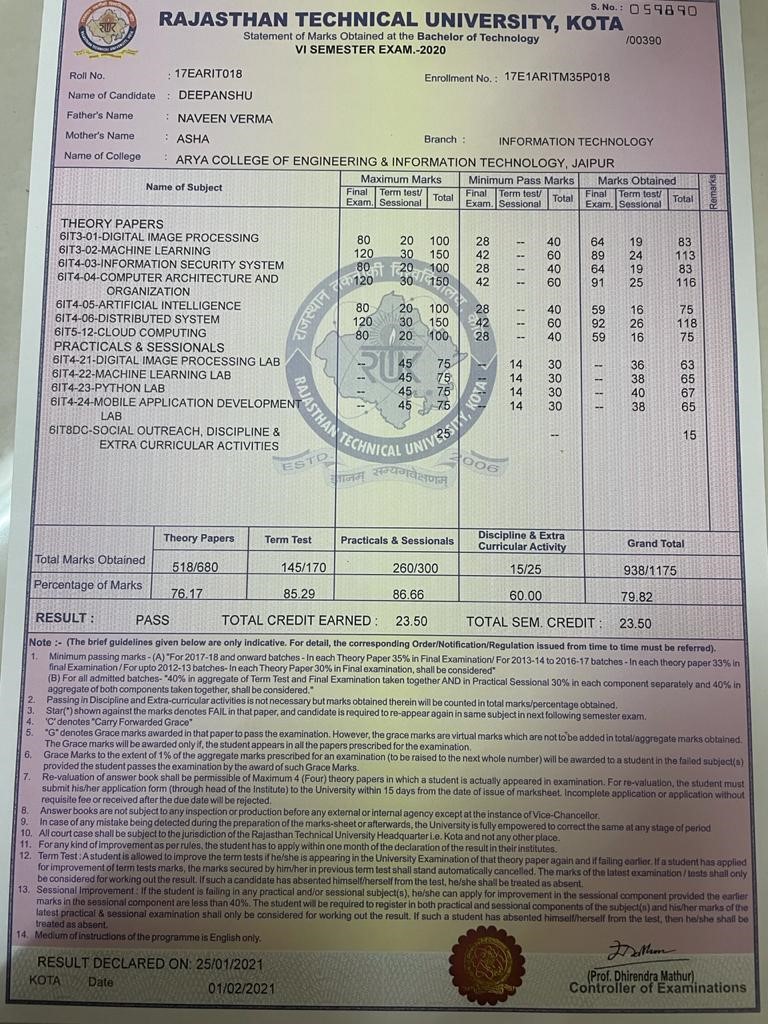 S. No. : 059890
RAJASTHAN TECHNICAL UNIVERSITY, KOTA
Statement of Marks Obtained at the Bachelor of Technology /00390
VI SEMESTER EXAM.-2020
Roll No. : 17EARIT018 Enrollment No. : 17E1ARITM35P018
Name of Candidate : DEEPANSHU
Father's Name : NAVEEN VERMA
Mother's Name : ASHA Branch : INFORMATION TECHNOLOGY
Name of College : ARYA COLLEGE OF ENGINEERING & INFORMATION TECHNOLOGY, JAIPUR
Name of Subject Maximum Marks Minimum Pass Marks Marks Obtained Remarks
Final Exam. Term test/ Sessional Total Final Exam. Term test/ Sessional Total Final Exam. Term test/ Sessional Total
THEORY PAPERS
6IT3-01-DIGITAL IMAGE PROCESSING 80 20 100 28 -- 40 64 19 83
6IT3-02-MACHINE LEARNING 120 30 150 42 -- 60 89 24 113
6IT4-03-INFORMATION SECURITY SYSTEM 80 20 100 28 -- 40 64 19 83
6IT4-04-COMPUTER ARCHITECTURE AND 120 30 150 42 -- 60 91 25 116
ORGANIZATION
6IT4-05-ARTIFICIAL INTELLIGENCE 80 20 100 28 -- 40 59 16 75
6IT4-06-DISTRIBUTED SYSTEM 120 30 150 42 -- 60 92 26 118
6IT5-12-CLOUD COMPUTING 80 20 100 28 -- 40 59 16 75
PRACTICALS & SESSIONALS
6IT4-21-DIGITAL IMAGE PROCESSING LAB -- 45 75 -- 14 30 -- 36 63
6IT4-22-MACHINE LEARNING LAB -- 45 75 -- 14 30 -- 38 65
6IT4-23-PYTHON LAB -- 45 75 -- 14 30 -- 40 67
6IT4-24-MOBILE APPLICATION DEVELOPMENT -- 45 75 -- 14 30 -- 38 65
LAB
6IT8DC-SOCIAL OUTREACH, DISCIPLINE & 25 -- 15
EXTRA CURRICULAR ACTIVITIES
राजस्थान तकनीकी विश्वविद्यालय कोटा
RAJASTHAN TECHNICAL UNIVERSITY, KOTA
ESTD. 2006
ज्ञानम् सम्यगवेक्षणम्
Theory Papers Term Test Practicals & Sessionals Discipline & Extra Curricular Activity Grand Total
Total Marks Obtained 518/680 145/170 260/300 15/25 938/1175
Percentage of Marks 76.17 85.29 86.66 60.00 79.82
RESULT : PASS TOTAL CREDIT EARNED : 23.50 TOTAL SEM. CREDIT : 23.50
Note :- (The brief guidelines given below are only indicative. For detail, the corresponding Order/Notification/Regulation issued from time to time must be referred).
1. Minimum passing marks - (A) "For 2017-18 and onward batches - In each Theory Paper 35% in Final Examination/ For 2013-14 to 2016-17 batches - In each theory paper 33% in
final Examination / For upto 2012-13 batches- In each Theory Paper 30% in Final examination, shall be considered"
(B) For all admitted batches- "40% in aggregate of Term Test and Final Examination taken together AND in Practical Sessional 30% in each component separately and 40% in
aggregate of both components taken together, shall be considered."
2. Passing in Discipline and Extra-curricular activities is not necessary but marks obtained therein will be counted in total marks/percentage obtained.
3. Star(*) shown against the marks denotes FAIL in that paper, and candidate is required to re-appear again in same subject in next following semester exam.
4. 'C' denotes "Carry Forwarded Grace"
5. "G" denotes Grace marks awarded in that paper to pass the examination. However, the grace marks are virtual marks which are not to be added in total/aggregate marks obtained.
The Grace marks will be awarded only if, the student appears in all the papers prescribed for the examination.
6. Grace Marks to the extent of 1% of the aggregate marks prescribed for an examination (to be raised to the next whole number) will be awarded to a student in the failed subject(s)
provided the student passes the examination by the award of such Grace Marks.
7. Re-valuation of answer book shall be permissible of Maximum 4 (Four) theory papers in which a student is actually appeared in examination. For re-valuation, the student must
submit his/her application form (through head of the Institute) to the University within 15 days from the date of issue of marksheet. Incomplete application or application without
requisite fee or received after the due date will be rejected.
8. Answer books are not subject to any inspection or production before any external or internal agency except at the instance of Vice-Chancellor.
9. In case of any mistake being detected during the preparation of the marks-sheet or afterwards, the University is fully empowered to correct the same at any stage of period
10. All court case shall be subject to the jurisdiction of the Rajasthan Technical University Headquarter i.e. Kota and not any other place.
11. For any kind of improvement as per rules, the student has to apply within one month of the declaration of the result in their institutes.
12. Term Test : A student is allowed to improve the term tests if he/she is appearing in the University Examination of that theory paper again and if failing earlier. If a student has applied
for improvement of term tests marks, the marks secured by him/her in previous term test shall stand automatically cancelled. The marks of the latest examination / tests shall only
be considered for working out the result. If such a candidate has absented himself/herself from the test, he/she shall be treated as absent.
13. Sessional Improvement : If the student is failing in any practical and/or sessional subject(s), he/she can apply for improvement in the sessional component provided the earlier
marks in the sessional component are less than 40%. The student will be required to register in both practical and sessional components of the subject(s) and his/her marks of the
latest practical & sessional examination shall only be considered for working out the result. If such a student has absented himself/herself from the test, then he/she shall be
treated as absent.
14. Medium of instructions of the programme is English only.
RESULT DECLARED ON: 25/01/2021
KOTA Date 01/02/2021
(Prof. Dhirendra Mathur)
Controller of Examinations